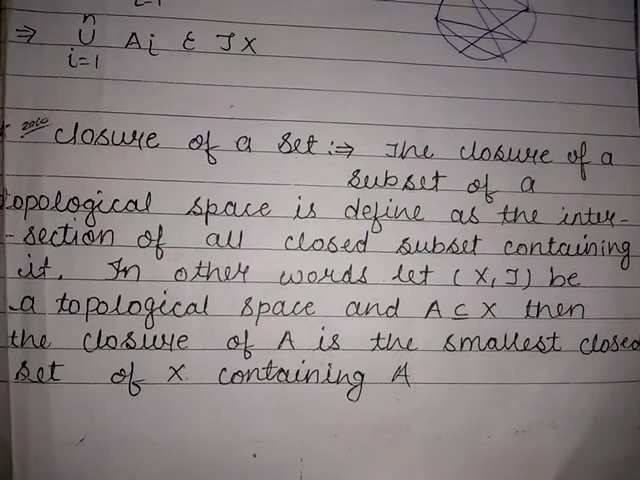 ⇒ n
∪ Ai ε JX
i=1
2010 closure of a set :⇒ The closure of a
subset of a
topological space is define as the inter-
-section of all closed subset containing
it. In other words let (X, J) be
a topological space and A ⊆ X then
the closure of A is the smallest closed
set of X containing A